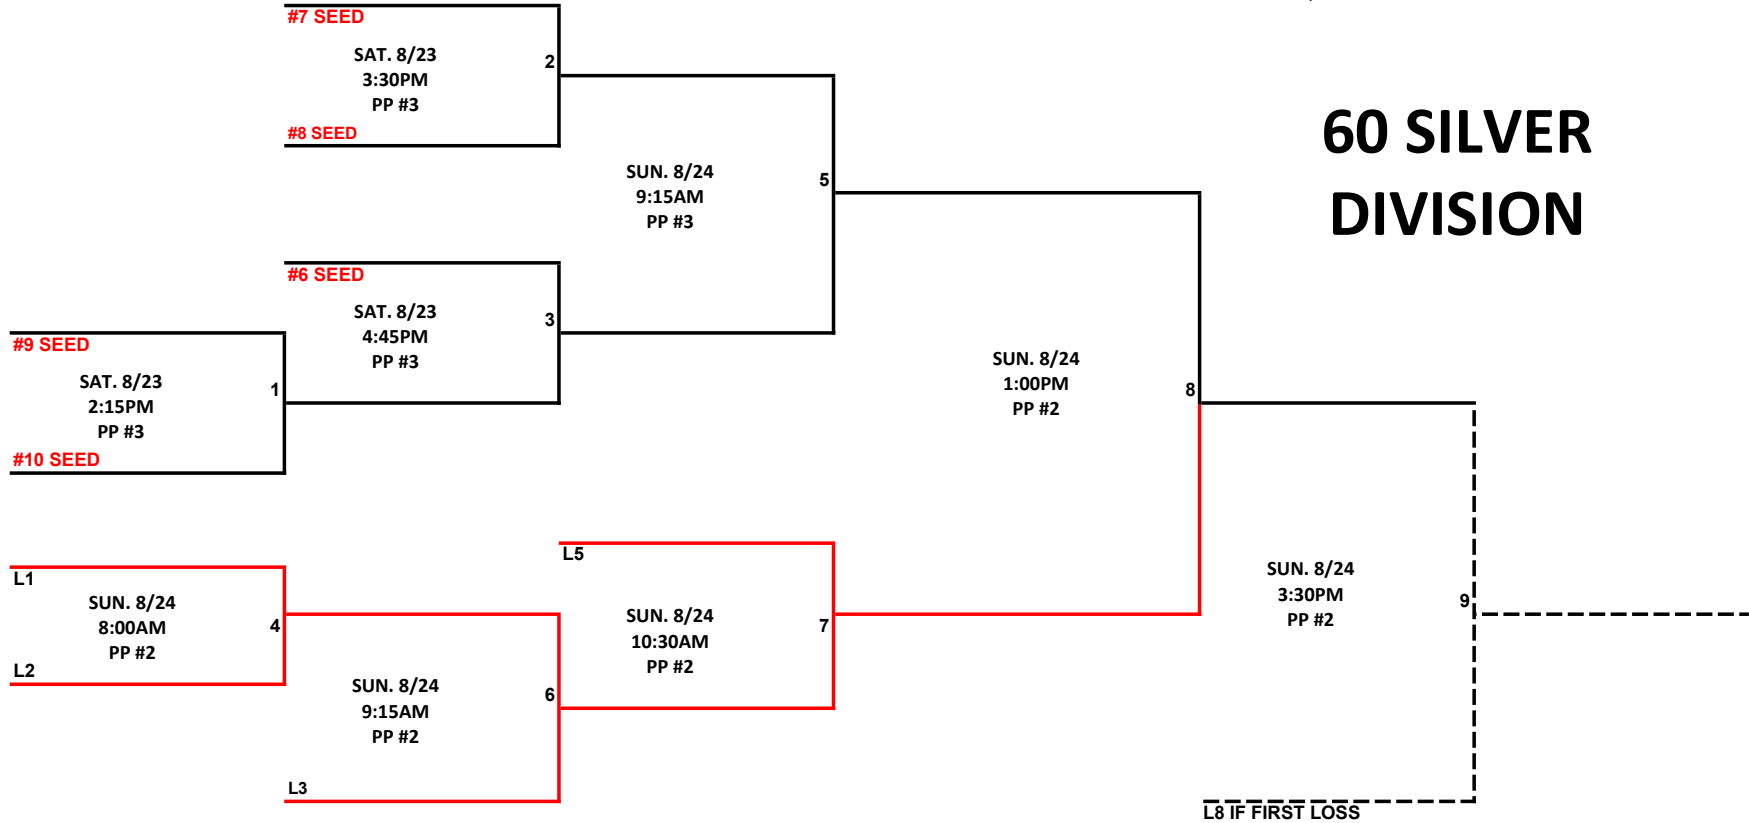 #7 SEED
SAT. 8/23
3:30PM
PP #3
2
#8 SEED
60 SILVER
DIVISION
SUN. 8/24
9:15AM
PP #3
5
#6 SEED
SAT. 8/23
4:45PM
PP #3
3
#9 SEED
SAT. 8/23
2:15PM
PP #3
1
#10 SEED
SUN. 8/24
1:00PM
PP #2
8
L1
SUN. 8/24
8:00AM
PP #2
4
L2
L5
SUN. 8/24
10:30AM
PP #2
7
SUN. 8/24
9:15AM
PP #2
6
L3
SUN. 8/24
3:30PM
PP #2
9
L8 IF FIRST LOSS